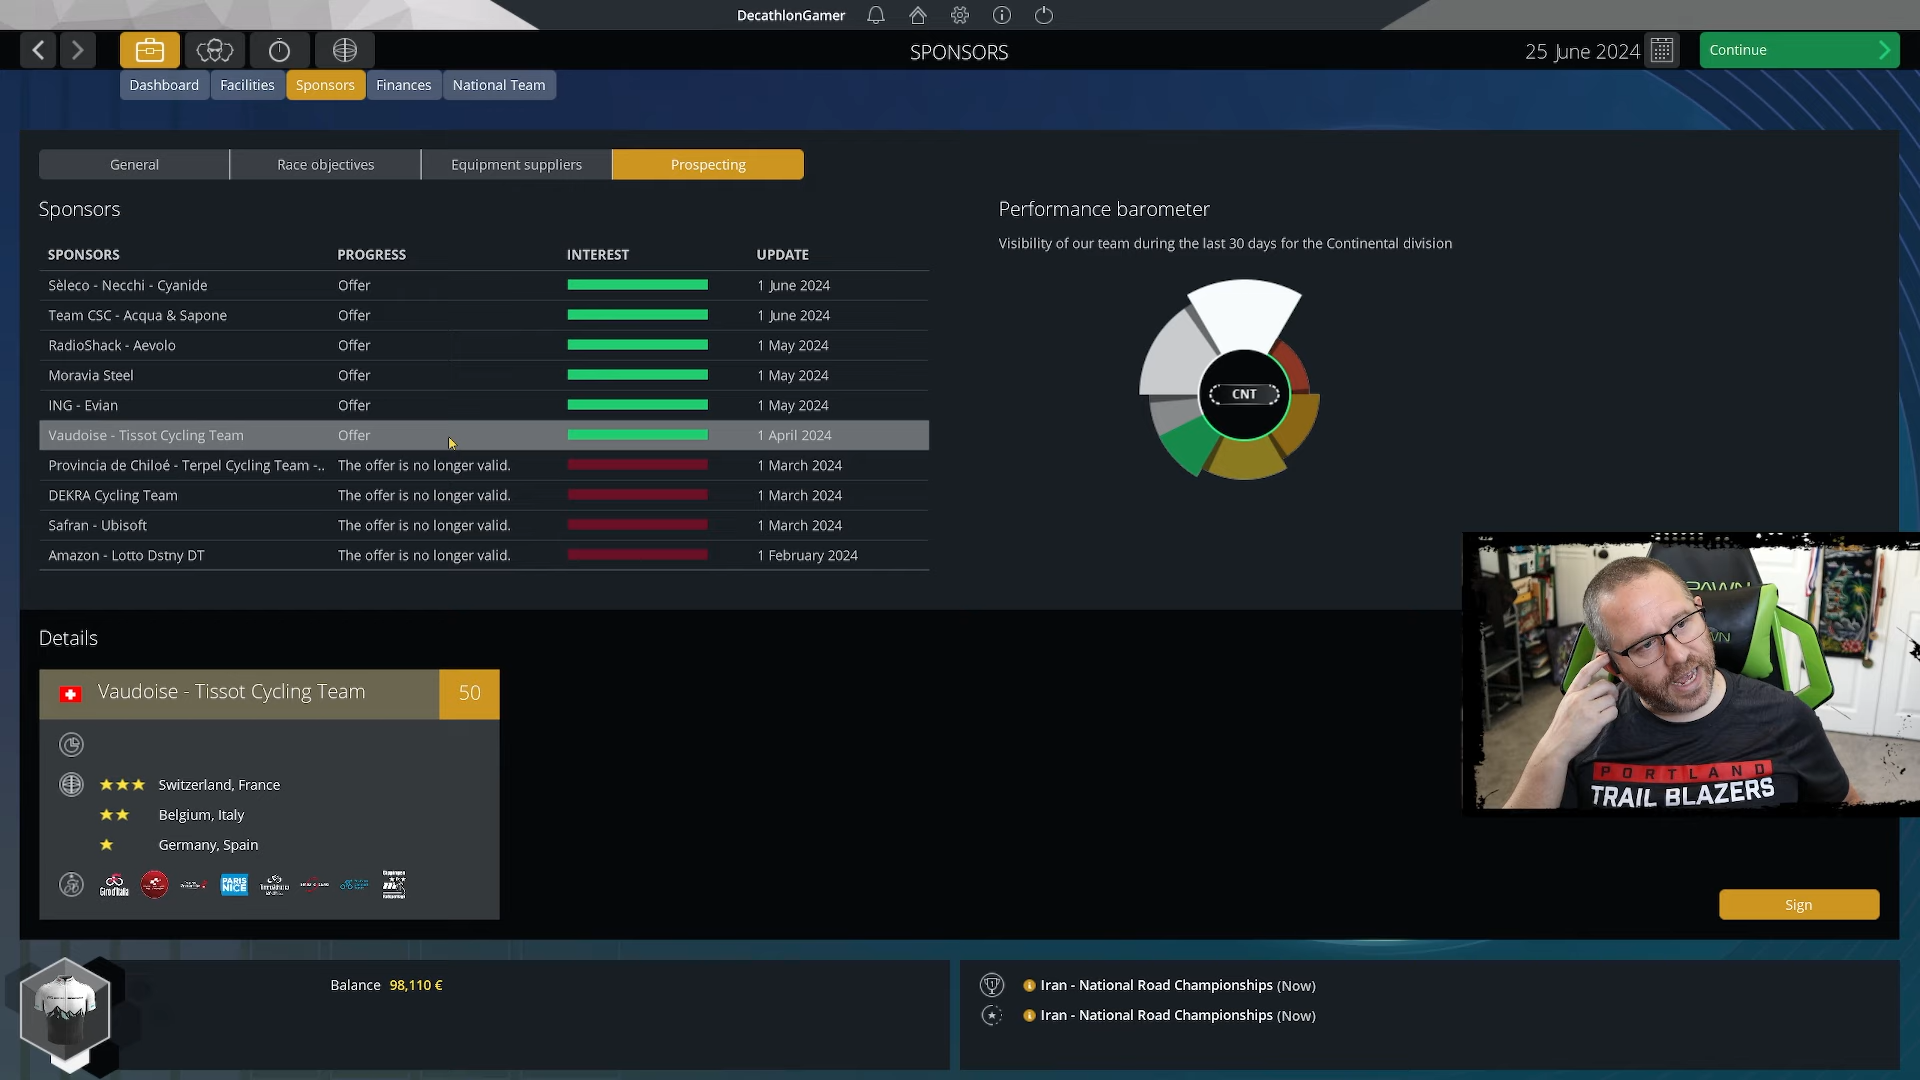 DecathlonGamer
SPONSORS
25 June 2024
Continue
Dashboard
Facilities
Sponsors
Finances
National Team
General
Race objectives
Equipment suppliers
Prospecting
Sponsors
SPONSORS PROGRESS INTEREST UPDATE
Sèleco - Necchi - Cyanide Offer 1 June 2024
Team CSC - Acqua & Sapone Offer 1 June 2024
RadioShack - Aevolo Offer 1 May 2024
Moravia Steel Offer 1 May 2024
ING - Evian Offer 1 May 2024
Vaudoise - Tissot Cycling Team Offer 1 April 2024
Provincia de Chiloé - Terpel Cycling Team -.. The offer is no longer valid. 1 March 2024
DEKRA Cycling Team The offer is no longer valid. 1 March 2024
Safran - Ubisoft The offer is no longer valid. 1 March 2024
Amazon - Lotto Dstny DT The offer is no longer valid. 1 February 2024
Performance barometer
Visibility of our team during the last 30 days for the Continental division
CNT
Details
Vaudoise - Tissot Cycling Team 50
Switzerland, France
Belgium, Italy
Germany, Spain
Giro d'Italia
PARIS
NICE
PORTLAND
TRAIL BLAZERS
Sign
Balance 98,110 €
Iran - National Road Championships (Now)
Iran - National Road Championships (Now)